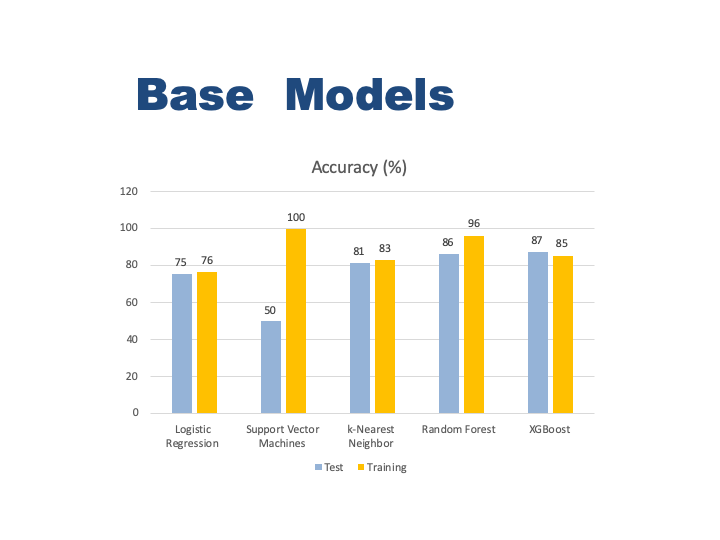 Base Models
Accuracy (%)
120
100
80
60
40
20
0
75
76
50
100
81
83
86
96
87
85
Logistic
Regression
Support Vector
Machines
k-Nearest
Neighbor
Random Forest
XGBoost
Test
Training